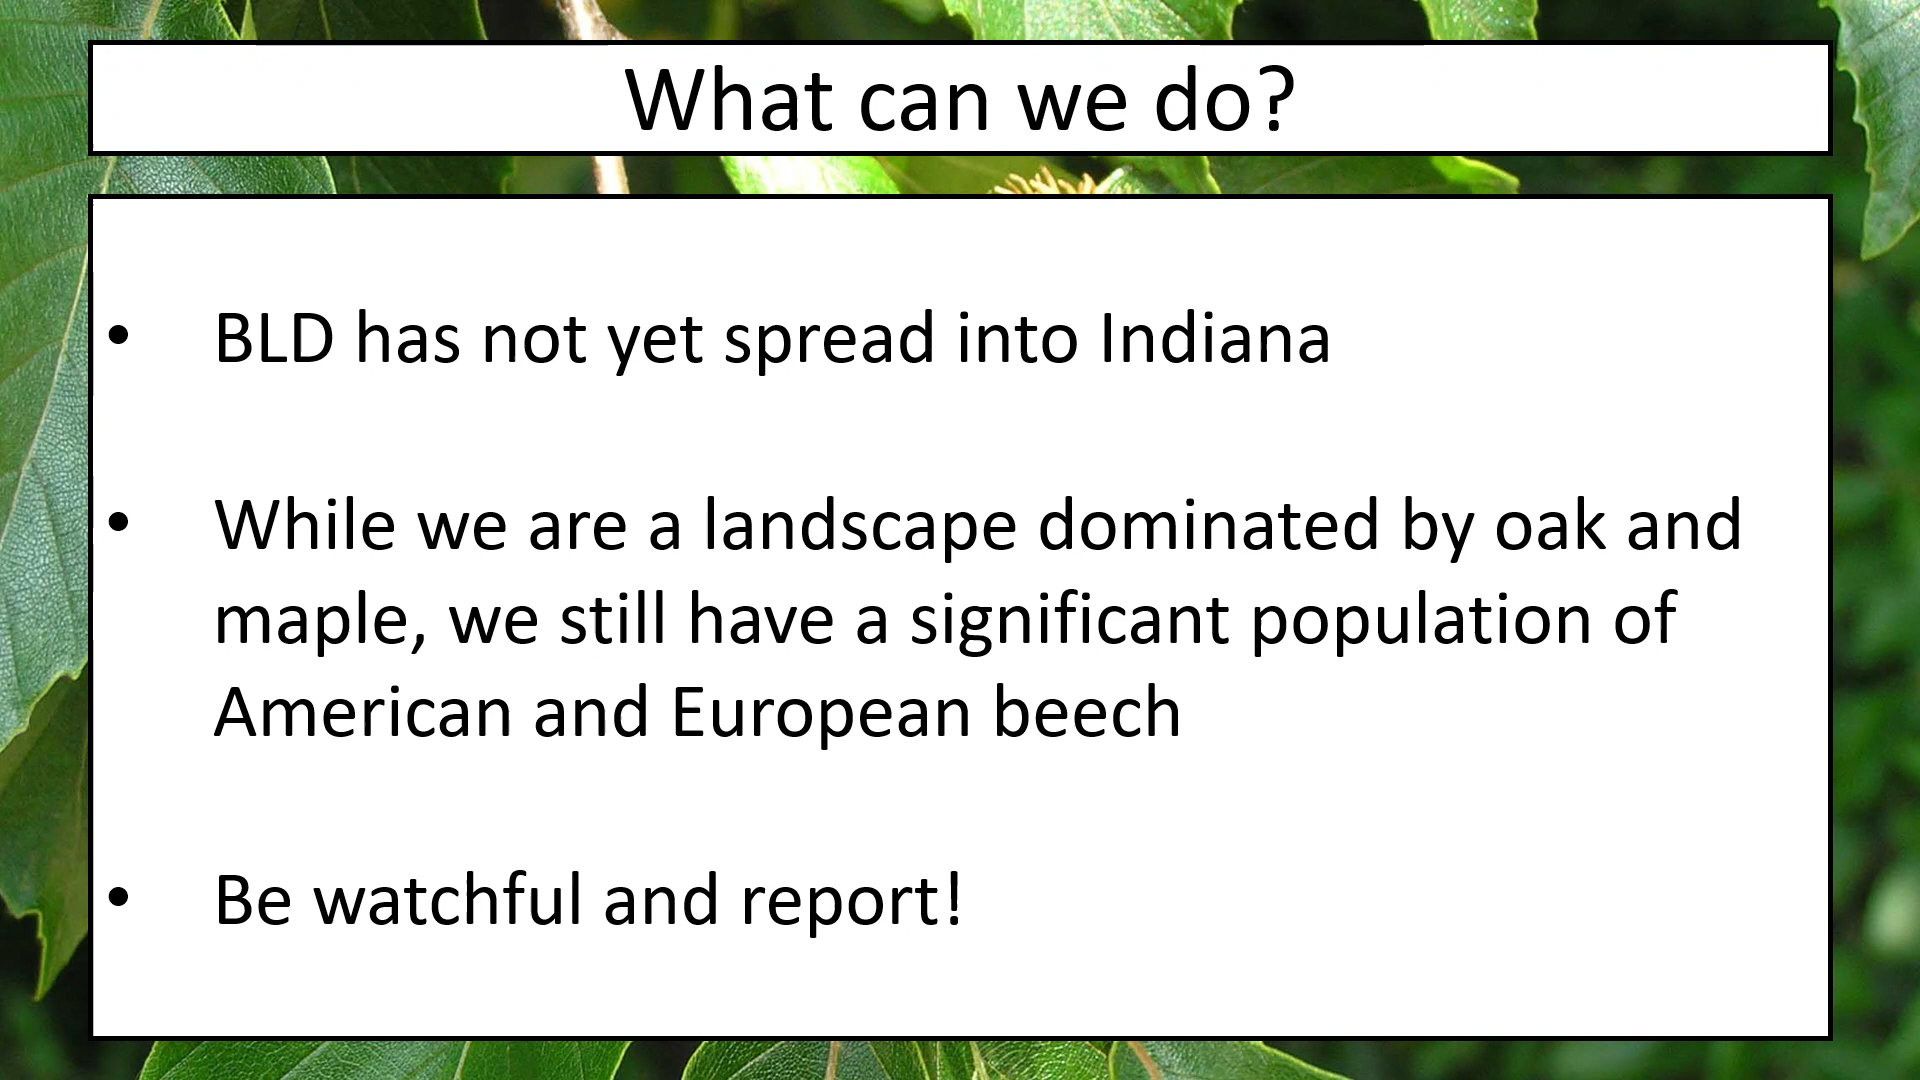 What can we do?
• BLD has not yet spread into Indiana
• While we are a landscape dominated by oak and
maple, we still have a significant population of
American and European beech
• Be watchful and report!